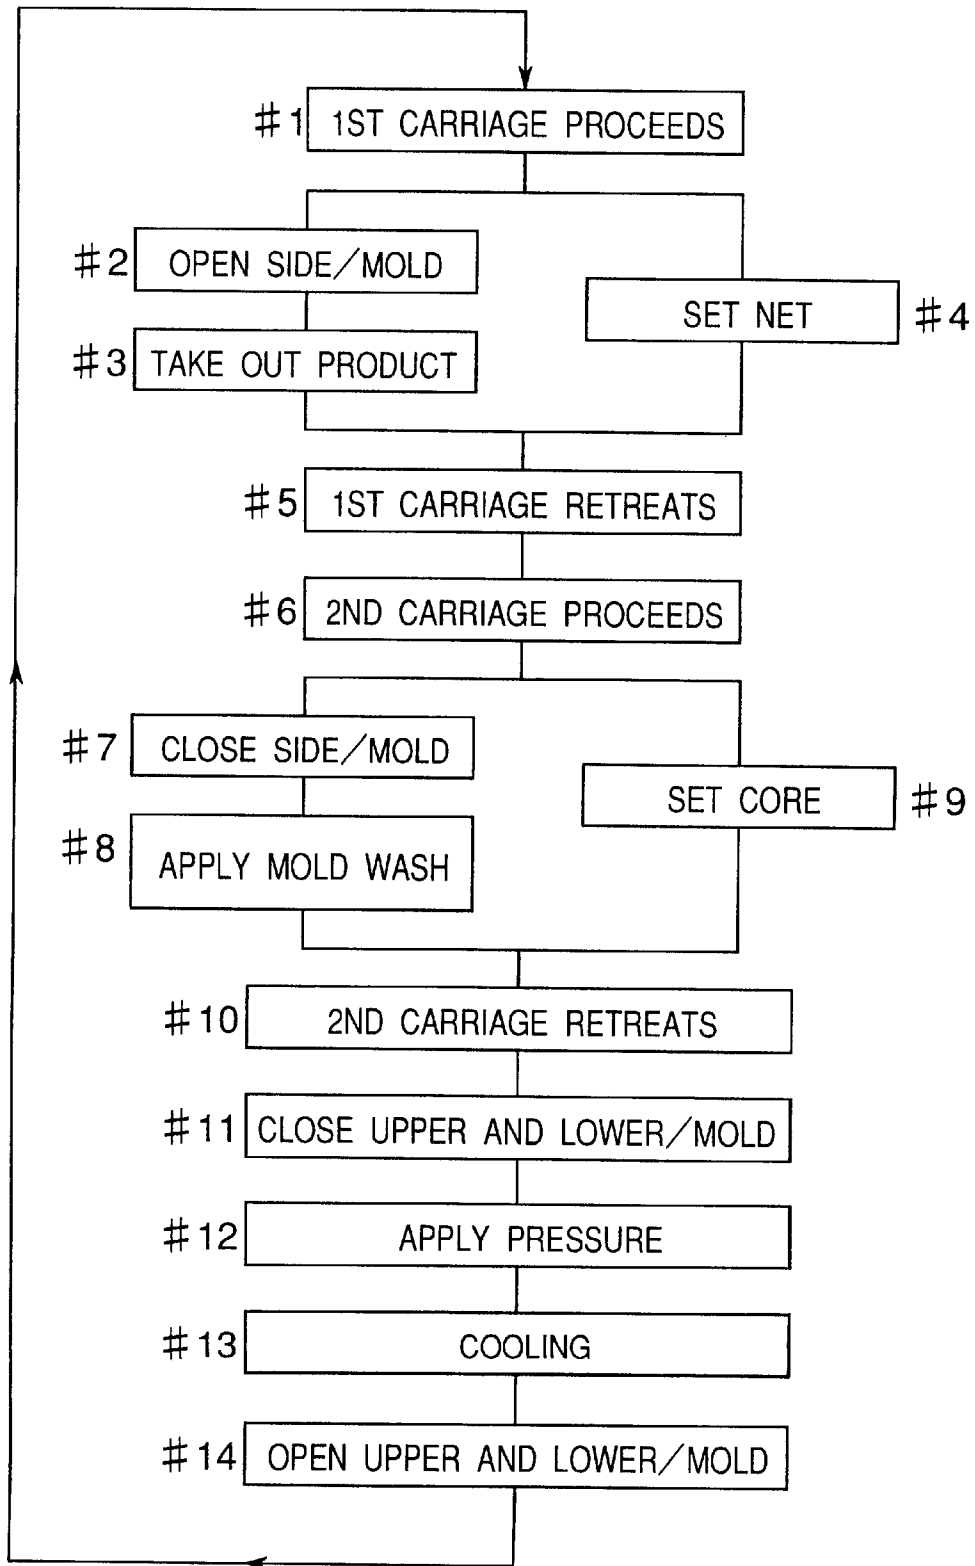 #1 1ST CARRIAGE PROCEEDS
#2 OPEN SIDE/MOLD
SET NET #4
#3 TAKE OUT PRODUCT
#5 1ST CARRIAGE RETREATS
#6 2ND CARRIAGE PROCEEDS
#7 CLOSE SIDE/MOLD
SET CORE #9
#8 APPLY MOLD WASH
#10 2ND CARRIAGE RETREATS
#11 CLOSE UPPER AND LOWER/MOLD
#12 APPLY PRESSURE
#13 COOLING
#14 OPEN UPPER AND LOWER/MOLD